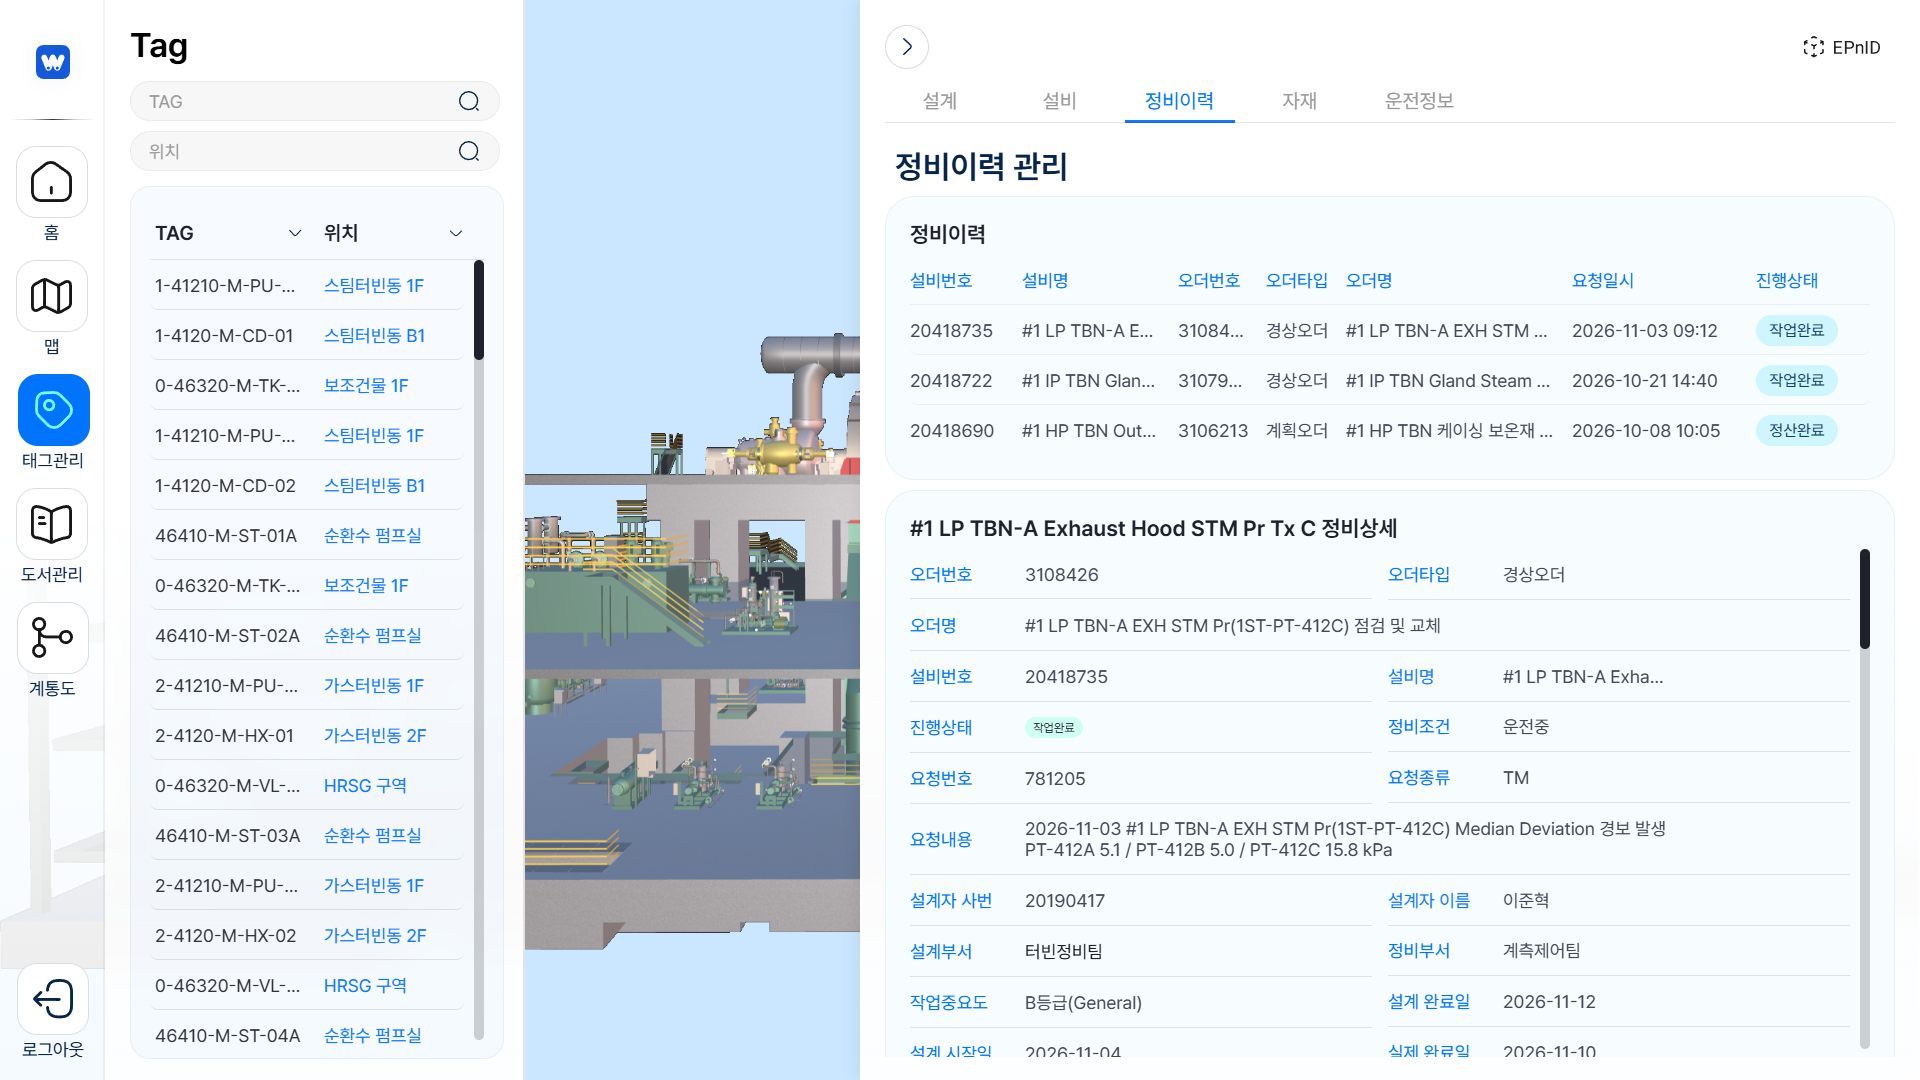 홈
맵
태그관리
도서관리
계통도
로그아웃
Tag
TAG
위치
TAG 위치
1-41210-M-PU-... 스팀터빈동 1F
1-4120-M-CD-01 스팀터빈동 B1
0-46320-M-TK-... 보조건물 1F
1-41210-M-PU-... 스팀터빈동 1F
1-4120-M-CD-02 스팀터빈동 B1
46410-M-ST-01A 순환수 펌프실
0-46320-M-TK-... 보조건물 1F
46410-M-ST-02A 순환수 펌프실
2-41210-M-PU-... 가스터빈동 1F
2-4120-M-HX-01 가스터빈동 2F
0-46320-M-VL-... HRSG 구역
46410-M-ST-03A 순환수 펌프실
2-41210-M-PU-... 가스터빈동 1F
2-4120-M-HX-02 가스터빈동 2F
0-46320-M-VL-... HRSG 구역
46410-M-ST-04A 순환수 펌프실
EPnID
설계 설비 정비이력 자재 운전정보
정비이력 관리
정비이력
설비번호 설비명 오더번호 오더타입 오더명 요청일시 진행상태
20418735 #1 LP TBN-A E... 31084... 경상오더 #1 LP TBN-A EXH STM ... 2026-11-03 09:12 작업완료
20418722 #1 IP TBN Glan... 31079... 경상오더 #1 IP TBN Gland Steam ... 2026-10-21 14:40 작업완료
20418690 #1 HP TBN Out... 3106213 계획오더 #1 HP TBN 케이싱 보온재 ... 2026-10-08 10:05 정산완료
#1 LP TBN-A Exhaust Hood STM Pr Tx C 정비상세
오더번호 3108426 오더타입 경상오더
오더명 #1 LP TBN-A EXH STM Pr(1ST-PT-412C) 점검 및 교체
설비번호 20418735 설비명 #1 LP TBN-A Exha...
진행상태 작업완료 정비조건 운전중
요청번호 781205 요청종류 TM
요청내용 2026-11-03 #1 LP TBN-A EXH STM Pr(1ST-PT-412C) Median Deviation 경보 발생
PT-412A 5.1 / PT-412B 5.0 / PT-412C 15.8 kPa
설계자 사번 20190417 설계자 이름 이준혁
설계부서 터빈정비팀 정비부서 계측제어팀
작업중요도 B등급(General) 설계 완료일 2026-11-12
설계 시작일 2026-11-04 실제 완료일 2026-11-10